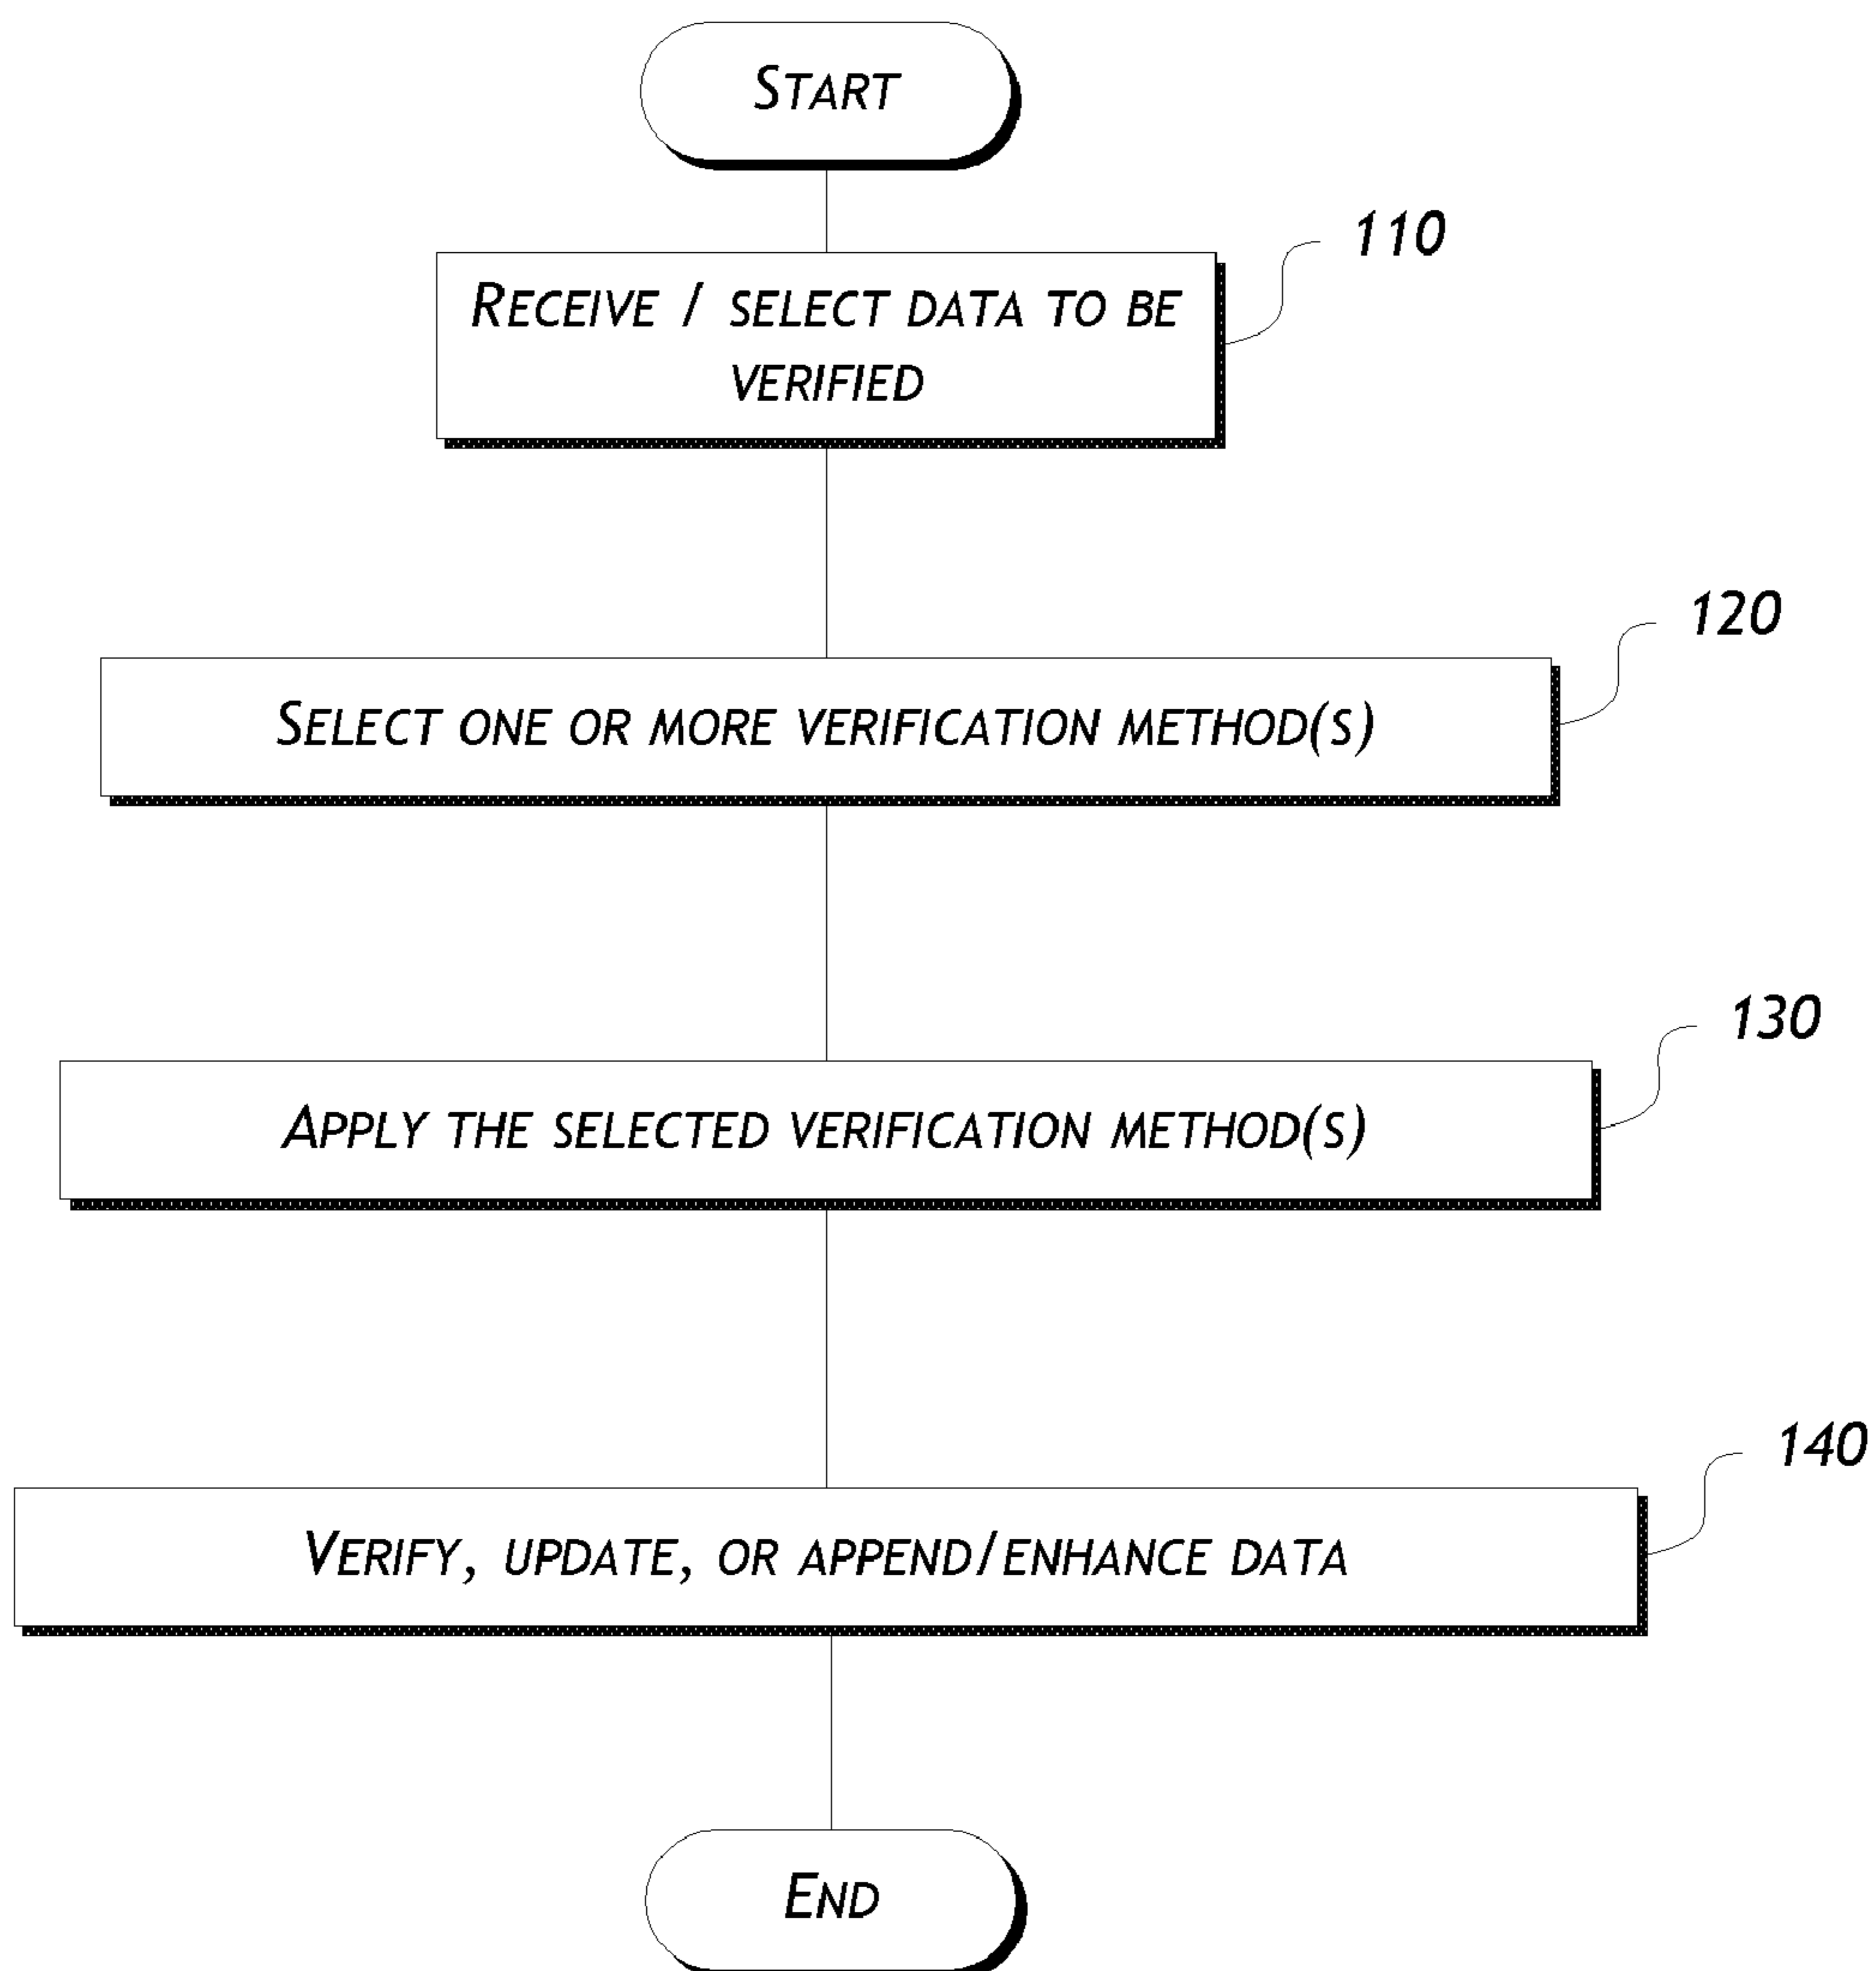 START
110
RECEIVE / SELECT DATA TO BE
VERIFIED
120
SELECT ONE OR MORE VERIFICATION METHOD(S)
130
APPLY THE SELECTED VERIFICATION METHOD(S)
140
VERIFY, UPDATE, OR APPEND/ENHANCE DATA
END